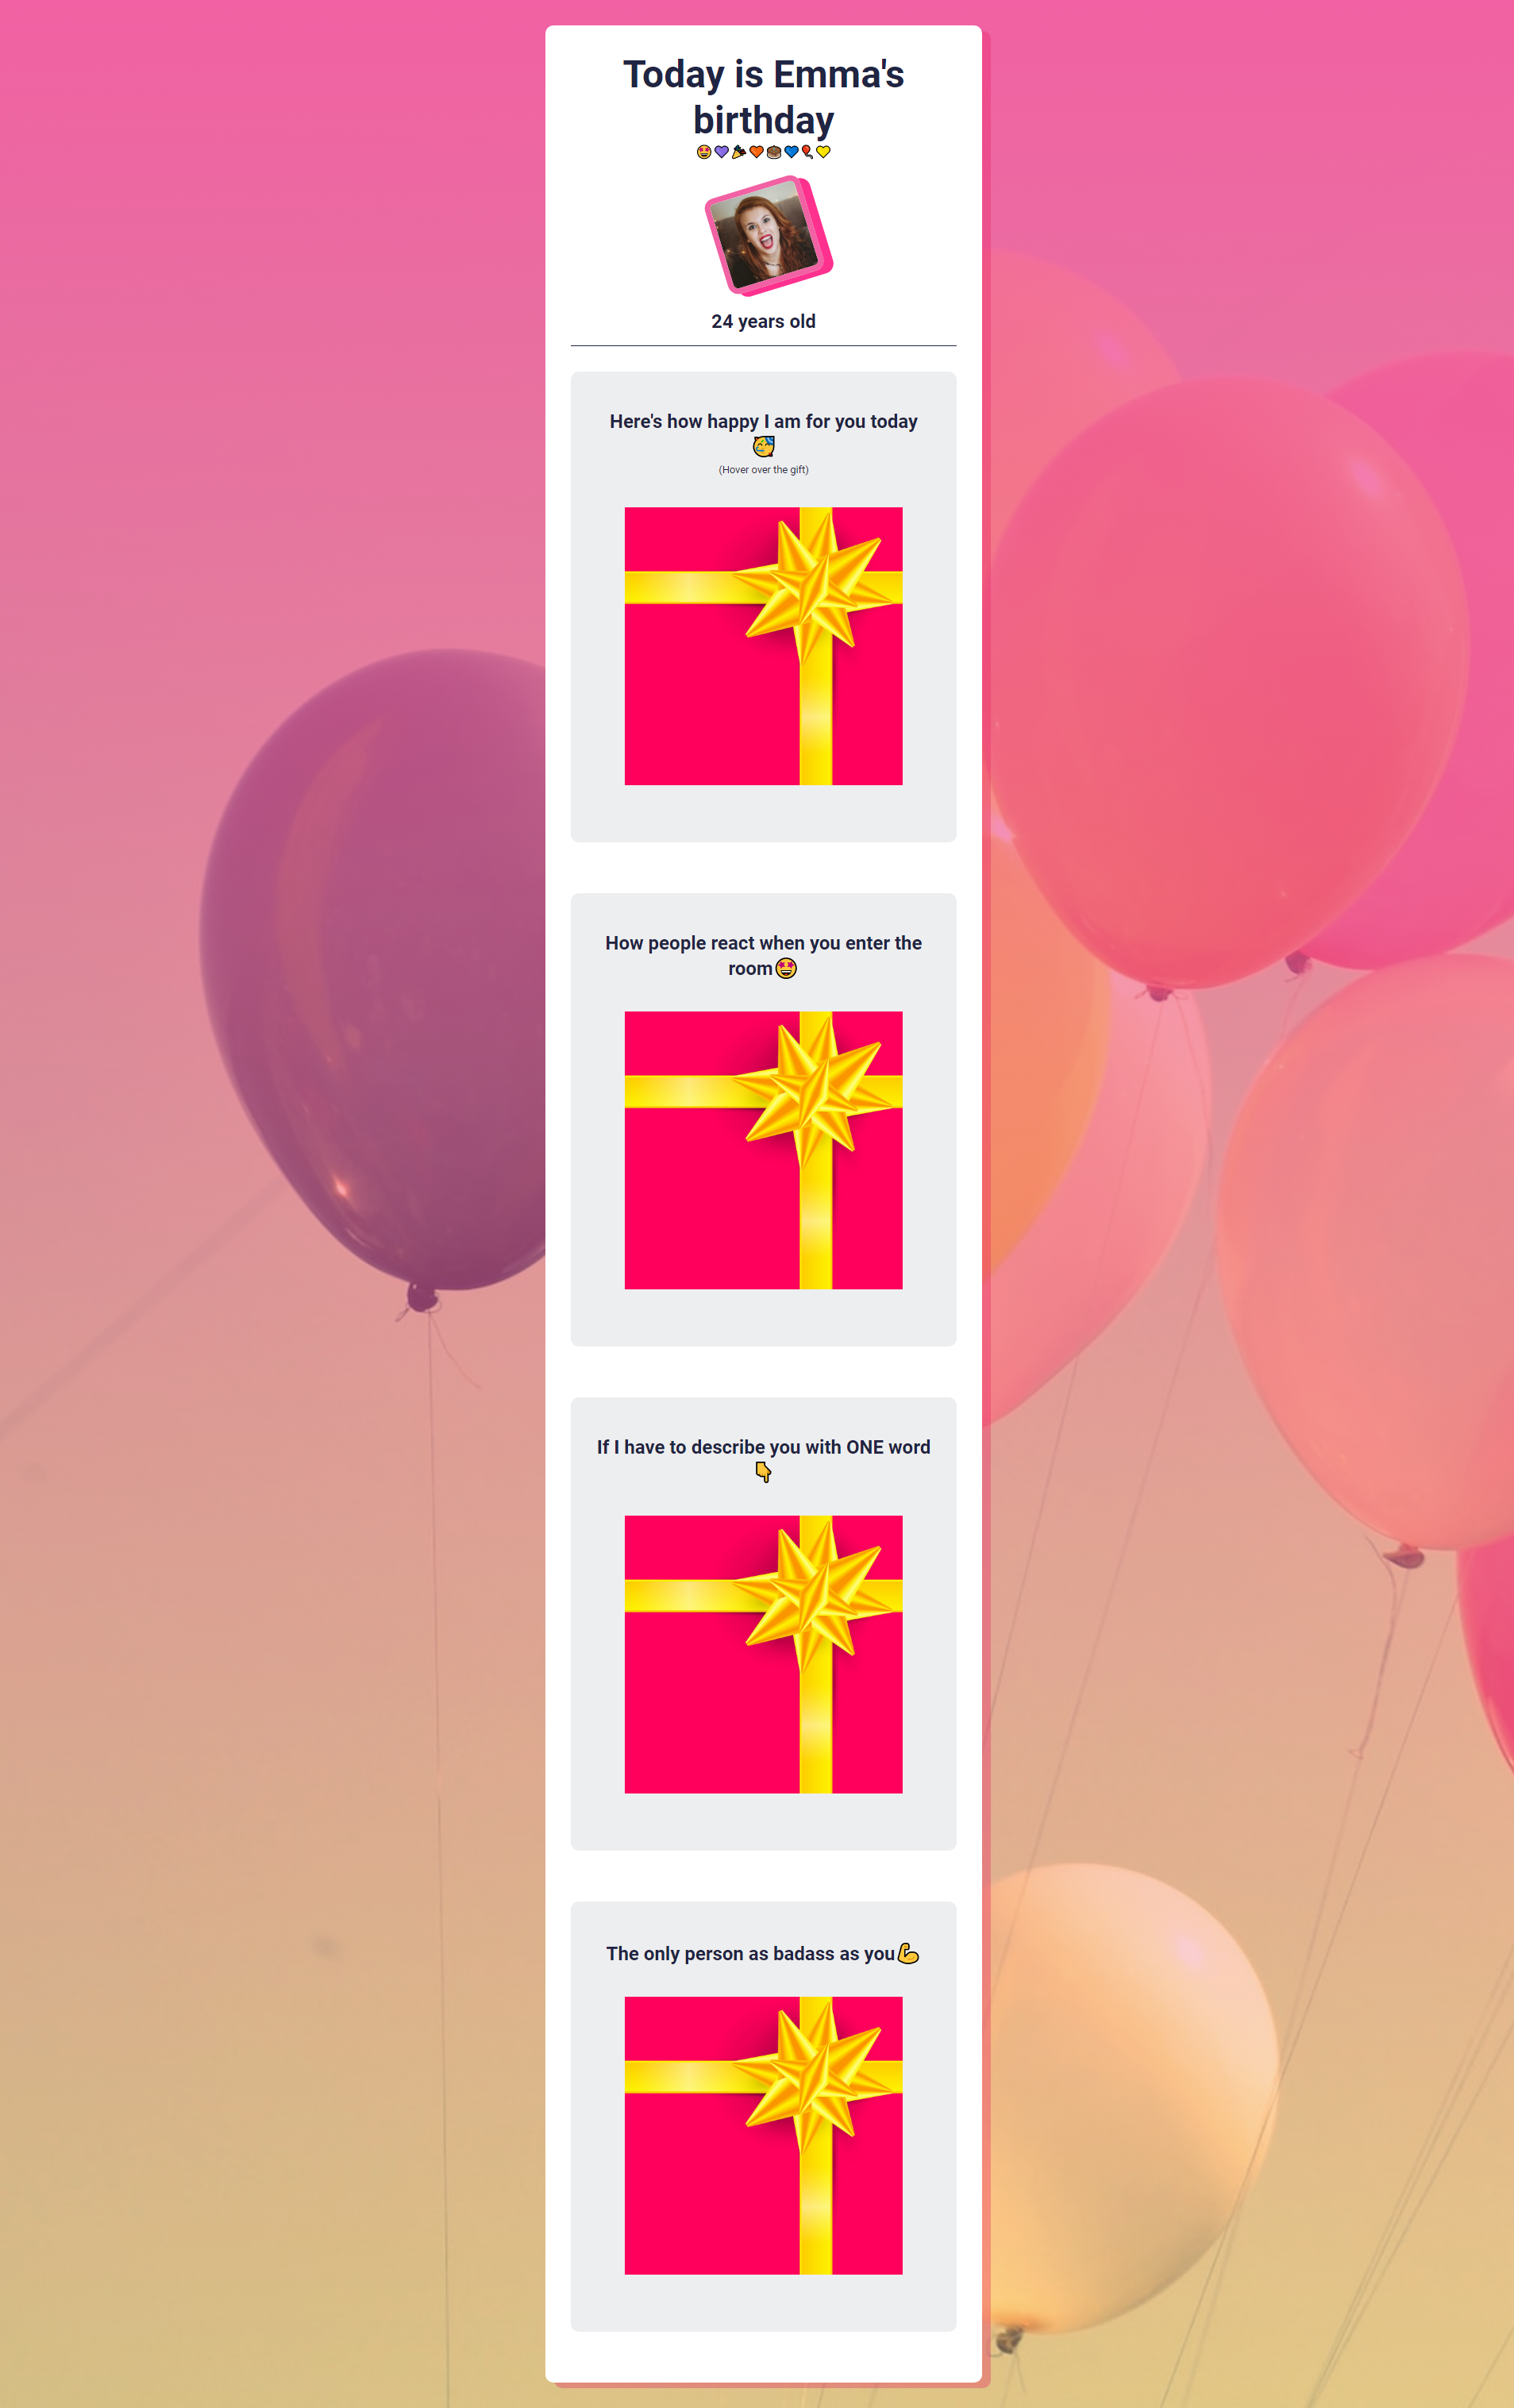 Today is Emma's
birthday
🤩💜🎉🧡🎂💙🎈💛
24 years old
Here's how happy I am for you today
🥳
(Hover over the gift)
How people react when you enter the
room🤩
If I have to describe you with ONE word
👇
The only person as badass as you💪